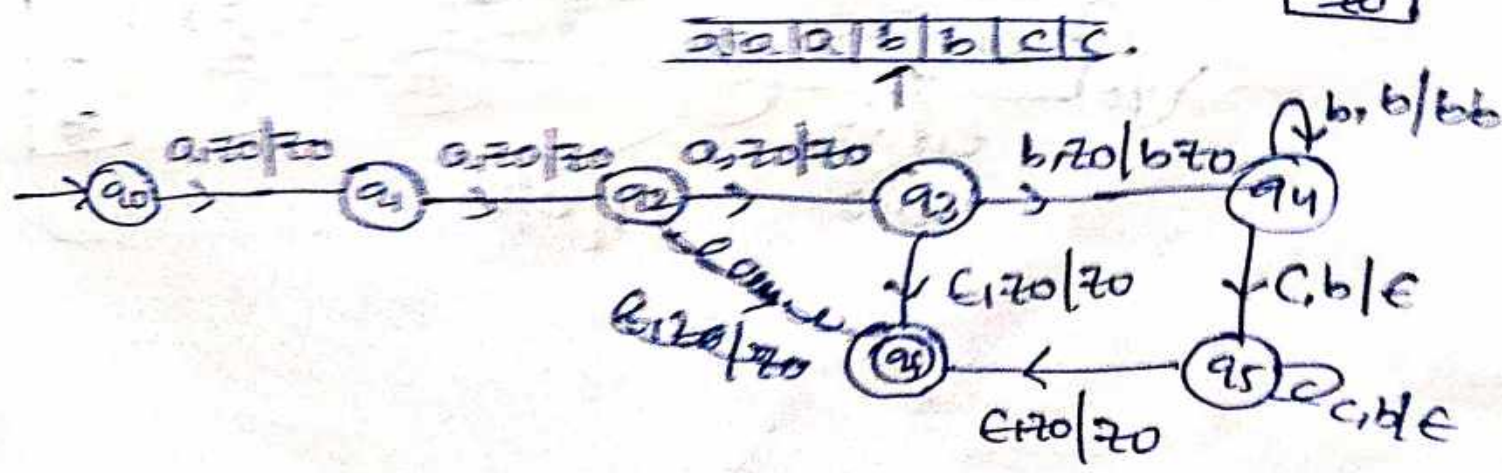 z0
a|a|a|b|b|c|c.
b, b/bb
a,z0|z0 a,z0|z0 a,z0|z0 b,z0|bz0
q0 q1 q2 q3 q4
ϵ,z0|z0 C,b|ϵ
ϵ,z0|z0 q5
c,b|ϵ
ϵ,z0|z0